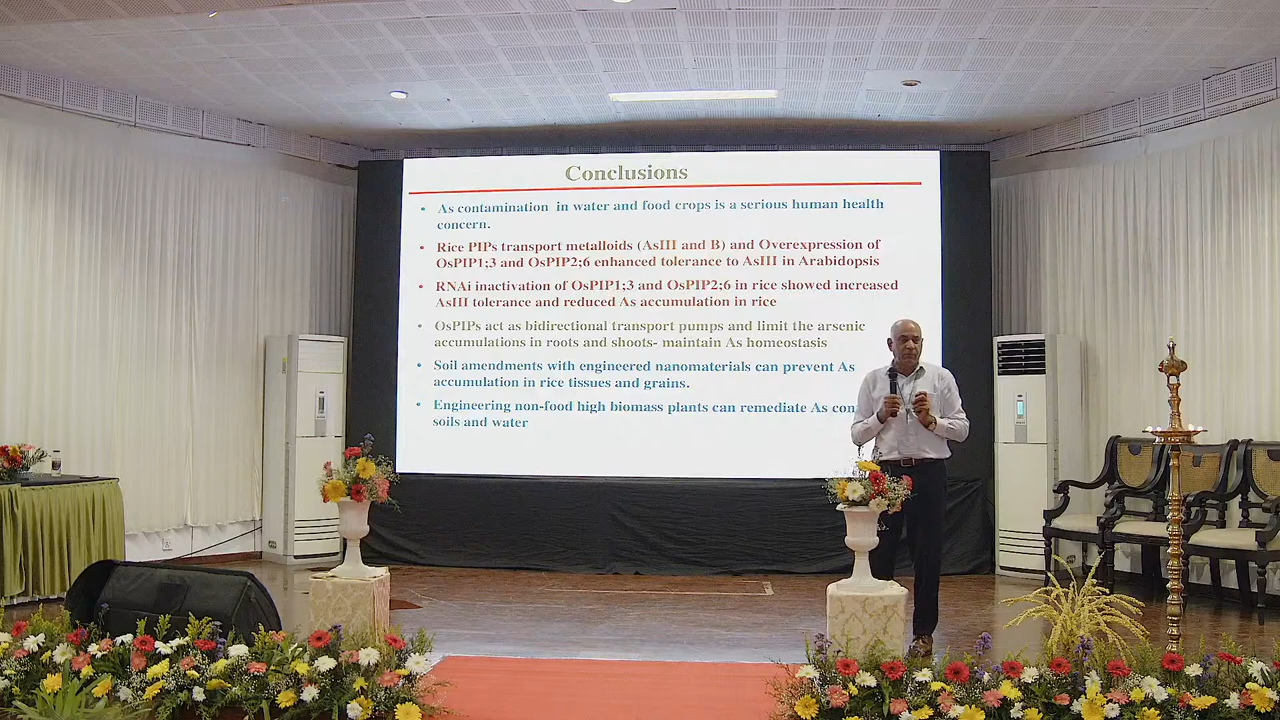 Conclusions
• As contamination in water and food crops is a serious human health
concern.
• Rice PIPs transport metalloids (AsIII and B) and Overexpression of
OsPIP1;3 and OsPIP2;6 enhanced tolerance to AsIII in Arabidopsis
• RNAi inactivation of OsPIP1;3 and OsPIP2;6 in rice showed increased
AsIII tolerance and reduced As accumulation in rice
• OsPIPs act as bidirectional transport pumps and limit the arsenic
accumulations in roots and shoots- maintain As homeostasis
• Soil amendments with engineered nanomaterials can prevent As
accumulation in rice tissues and grains.
• Engineering non-food high biomass plants can remediate As
soils and water